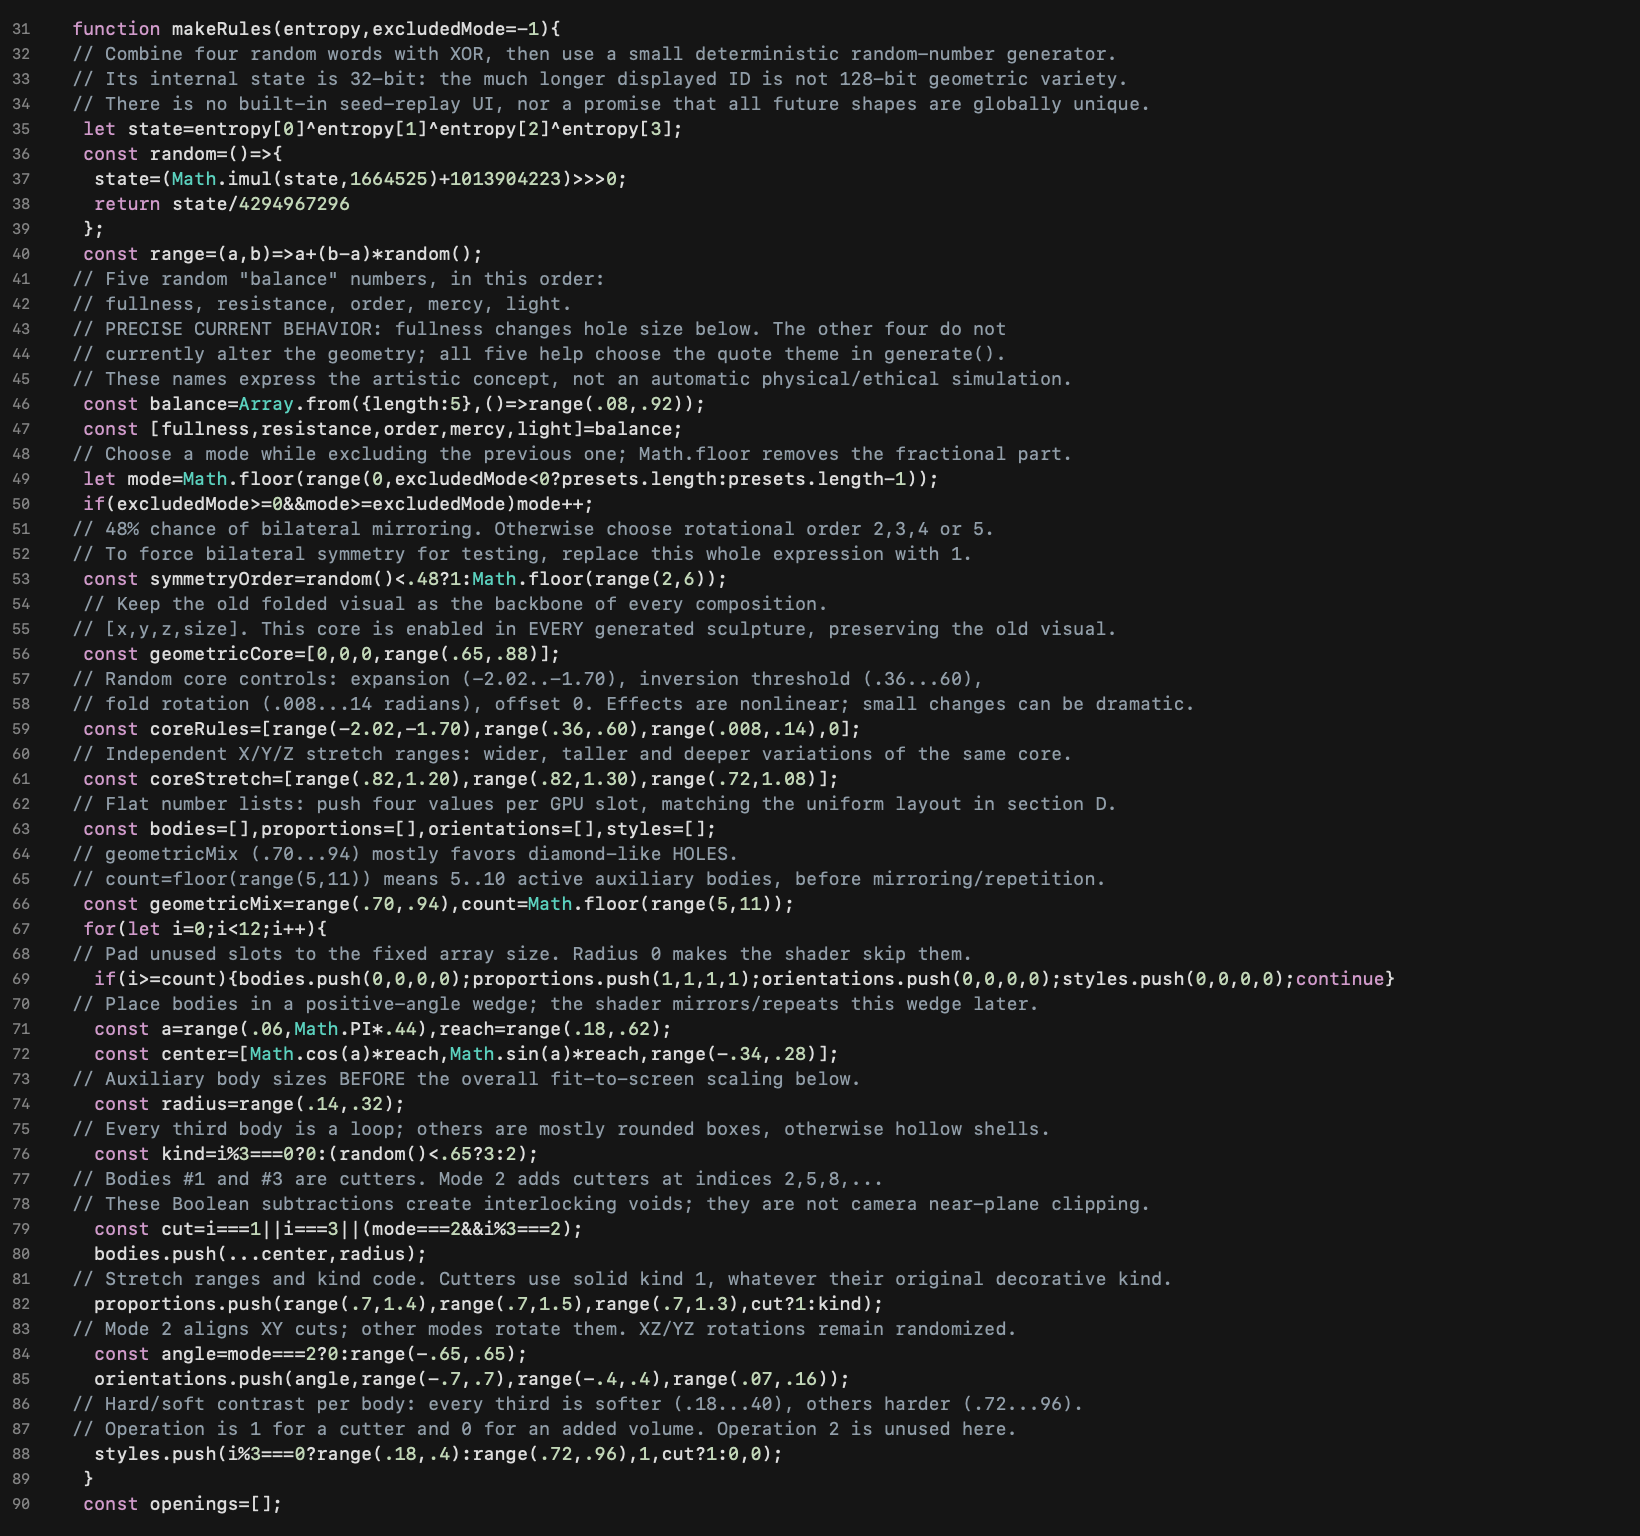 31 function makeRules(entropy,excludedMode=-1){
32 // Combine four random words with XOR, then use a small deterministic random-number generator.
33 // Its internal state is 32-bit: the much longer displayed ID is not 128-bit geometric variety.
34 // There is no built-in seed-replay UI, nor a promise that all future shapes are globally unique.
35  let state=entropy[0]^entropy[1]^entropy[2]^entropy[3];
36  const random=()=>{
37   state=(Math.imul(state,1664525)+1013904223)>>>0;
38   return state/4294967296
39  };
40  const range=(a,b)=>a+(b-a)*random();
41 // Five random "balance" numbers, in this order:
42 // fullness, resistance, order, mercy, light.
43 // PRECISE CURRENT BEHAVIOR: fullness changes hole size below. The other four do not
44 // currently alter the geometry; all five help choose the quote theme in generate().
45 // These names express the artistic concept, not an automatic physical/ethical simulation.
46  const balance=Array.from({length:5},()=>range(.08,.92));
47  const [fullness,resistance,order,mercy,light]=balance;
48 // Choose a mode while excluding the previous one; Math.floor removes the fractional part.
49  let mode=Math.floor(range(0,excludedMode<0?presets.length:presets.length-1));
50  if(excludedMode>=0&&mode>=excludedMode)mode++;
51 // 48% chance of bilateral mirroring. Otherwise choose rotational order 2,3,4 or 5.
52 // To force bilateral symmetry for testing, replace this whole expression with 1.
53  const symmetryOrder=random()<.48?1:Math.floor(range(2,6));
54  // Keep the old folded visual as the backbone of every composition.
55 // [x,y,z,size]. This core is enabled in EVERY generated sculpture, preserving the old visual.
56  const geometricCore=[0,0,0,range(.65,.88)];
57 // Random core controls: expansion (-2.02..-1.70), inversion threshold (.36...60),
58 // fold rotation (.008...14 radians), offset 0. Effects are nonlinear; small changes can be dramatic.
59  const coreRules=[range(-2.02,-1.70),range(.36,.60),range(.008,.14),0];
60 // Independent X/Y/Z stretch ranges: wider, taller and deeper variations of the same core.
61  const coreStretch=[range(.82,1.20),range(.82,1.30),range(.72,1.08)];
62 // Flat number lists: push four values per GPU slot, matching the uniform layout in section D.
63  const bodies=[],proportions=[],orientations=[],styles=[];
64 // geometricMix (.70...94) mostly favors diamond-like HOLES.
65 // count=floor(range(5,11)) means 5..10 active auxiliary bodies, before mirroring/repetition.
66  const geometricMix=range(.70,.94),count=Math.floor(range(5,11));
67  for(let i=0;i<12;i++){
68 // Pad unused slots to the fixed array size. Radius 0 makes the shader skip them.
69   if(i>=count){bodies.push(0,0,0,0);proportions.push(1,1,1,1);orientations.push(0,0,0,0);styles.push(0,0,0,0);continue}
70 // Place bodies in a positive-angle wedge; the shader mirrors/repeats this wedge later.
71   const a=range(.06,Math.PI*.44),reach=range(.18,.62);
72   const center=[Math.cos(a)*reach,Math.sin(a)*reach,range(-.34,.28)];
73 // Auxiliary body sizes BEFORE the overall fit-to-screen scaling below.
74   const radius=range(.14,.32);
75 // Every third body is a loop; others are mostly rounded boxes, otherwise hollow shells.
76   const kind=i%3===0?0:(random()<.65?3:2);
77 // Bodies #1 and #3 are cutters. Mode 2 adds cutters at indices 2,5,8,...
78 // These Boolean subtractions create interlocking voids; they are not camera near-plane clipping.
79   const cut=i===1||i===3||(mode===2&&i%3===2);
80   bodies.push(...center,radius);
81 // Stretch ranges and kind code. Cutters use solid kind 1, whatever their original decorative kind.
82   proportions.push(range(.7,1.4),range(.7,1.5),range(.7,1.3),cut?1:kind);
83 // Mode 2 aligns XY cuts; other modes rotate them. XZ/YZ rotations remain randomized.
84   const angle=mode===2?0:range(-.65,.65);
85   orientations.push(angle,range(-.7,.7),range(-.4,.4),range(.07,.16));
86 // Hard/soft contrast per body: every third is softer (.18...40), others harder (.72...96).
87 // Operation is 1 for a cutter and 0 for an added volume. Operation 2 is unused here.
88   styles.push(i%3===0?range(.18,.4):range(.72,.96),1,cut?1:0,0);
89  }
90  const openings=[];